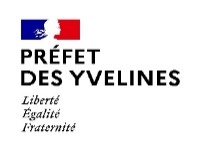 PRÉFET
DES YVELINES
Liberté
Égalité
Fraternité